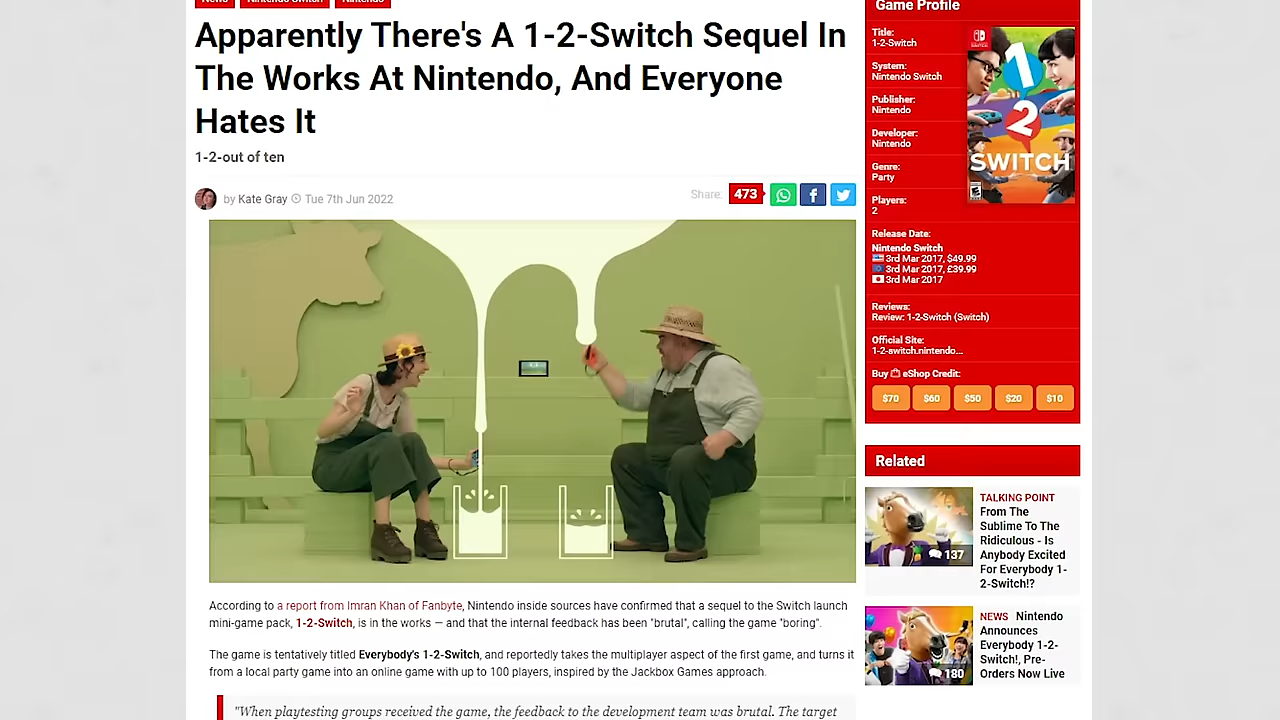 News Nintendo Switch Nintendo
Apparently There's A 1-2-Switch Sequel In
The Works At Nintendo, And Everyone
Hates It
1-2-out of ten
by Kate Gray Tue 7th Jun 2022
Share: 473
According to a report from Imran Khan of Fanbyte, Nintendo inside sources have confirmed that a sequel to the Switch launch
mini-game pack, 1-2-Switch, is in the works — and that the internal feedback has been "brutal", calling the game "boring".
The game is tentatively titled Everybody's 1-2-Switch, and reportedly takes the multiplayer aspect of the first game, and turns it
from a local party game into an online game with up to 100 players, inspired by the Jackbox Games approach.
"When playtesting groups received the game, the feedback to the development team was brutal. The target
Game Profile
Title:
1-2-Switch
System:
Nintendo Switch
Publisher:
Nintendo
Developer:
Nintendo
Genre:
Party
Players:
2
1
2
SWITCH
Release Date:
Nintendo Switch
3rd Mar 2017, $49.99
3rd Mar 2017, £39.99
3rd Mar 2017
Reviews:
Review: 1-2-Switch (Switch)
Official Site:
1-2-switch.nintendo...
Buy eShop Credit:
$70 $60 $50 $20 $10
Related
TALKING POINT
From The
Sublime To The
Ridiculous - Is
Anybody Excited
For Everybody 1-
2-Switch!?
137
NEWS Nintendo
Announces
Everybody 1-2-
Switch!, Pre-
Orders Now Live
180